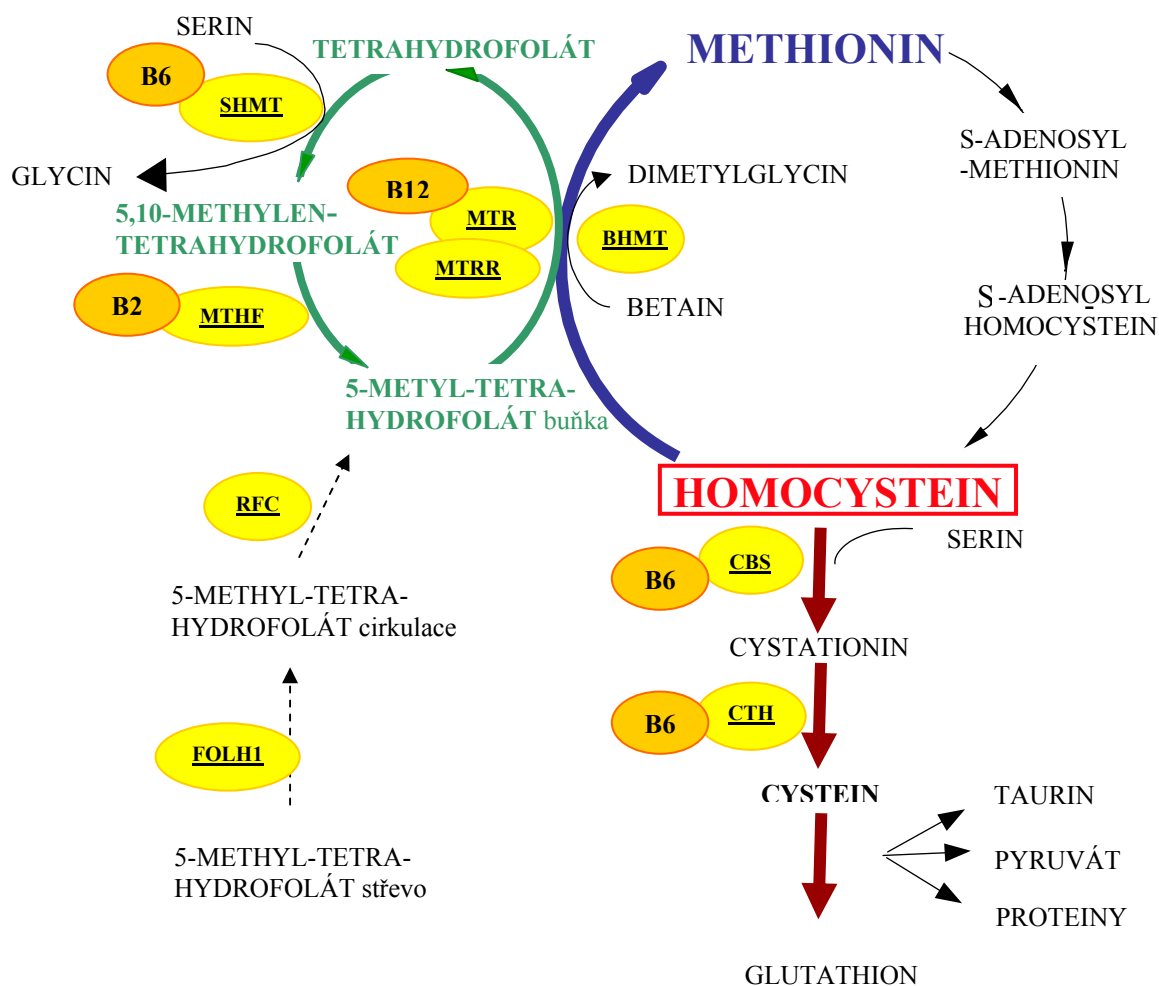 SERIN
TETRAHYDROFOLÁT
METHIONIN
B6
SHMT
S-ADENOSYL
-METHIONIN
GLYCIN
B12
DIMETYLGLYCIN
5,10-METHYLEN-
TETRAHYDROFOLÁT
MTR
BHMT
MTRR
B2
MTHF
BETAIN
S-ADENOSYL
HOMOCYSTEIN
5-METYL-TETRA-
HYDROFOLÁT buňka
HOMOCYSTEIN
RFC
SERIN
B6
CBS
5-METHYL-TETRA-
HYDROFOLÁT cirkulace
CYSTATIONIN
B6
CTH
FOLH1
CYSTEIN
TAURIN
5-METHYL-TETRA-
HYDROFOLÁT střevo
PYRUVÁT
PROTEINY
GLUTATHION